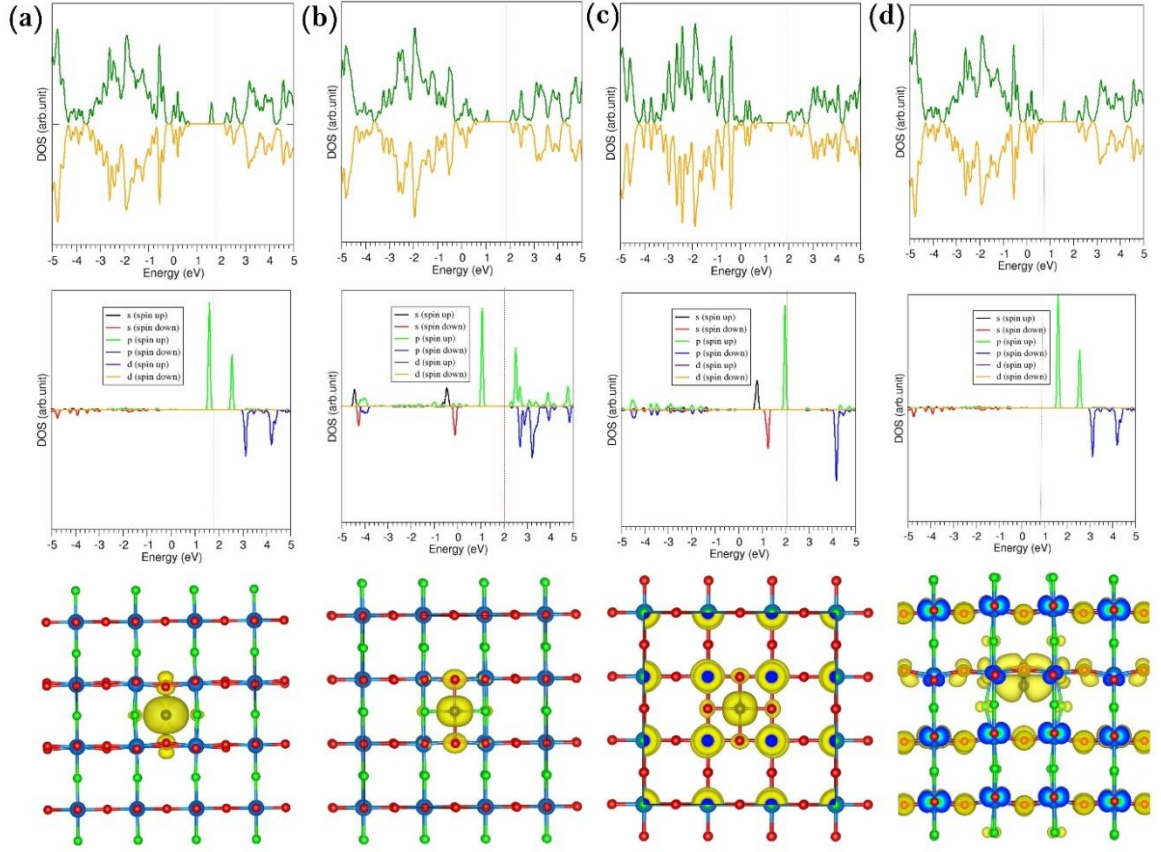 (a) (b) (c) (d)
DOS (arb.unit)
-5 -4 -3 -2 -1 0 1 2 3 4 5
Energy (eV)
DOS (arb.unit)
-5 -4 -3 -2 -1 0 1 2 3 4 5
Energy (eV)
DOS (arb.unit)
-5 -4 -3 -2 -1 0 1 2 3 4 5
Energy (eV)
DOS (arb.unit)
-5 -4 -3 -2 -1 0 1 2 3 4 5
Energy (eV)
DOS (arb.unit)
s (spin up)
s (spin down)
p (spin up)
p (spin down)
d (spin up)
d (spin down)
-5 -4 -3 -2 -1 0 1 2 3 4 5
Energy (eV)
DOS (arb.unit)
s (spin up)
s (spin down)
p (spin up)
p (spin down)
d (spin up)
d (spin down)
-5 -4 -3 -2 -1 0 1 2 3 4 5
Energy (eV)
DOS (arb.unit)
s (spin up)
s (spin down)
p (spin up)
p (spin down)
d (spin up)
d (spin down)
-5 -4 -3 -2 -1 0 1 2 3 4 5
Energy (eV)
DOS (arb.unit)
s (spin up)
s (spin down)
p (spin up)
p (spin down)
d (spin up)
d (spin down)
-5 -4 -3 -2 -1 0 1 2 3 4 5
Energy (eV)